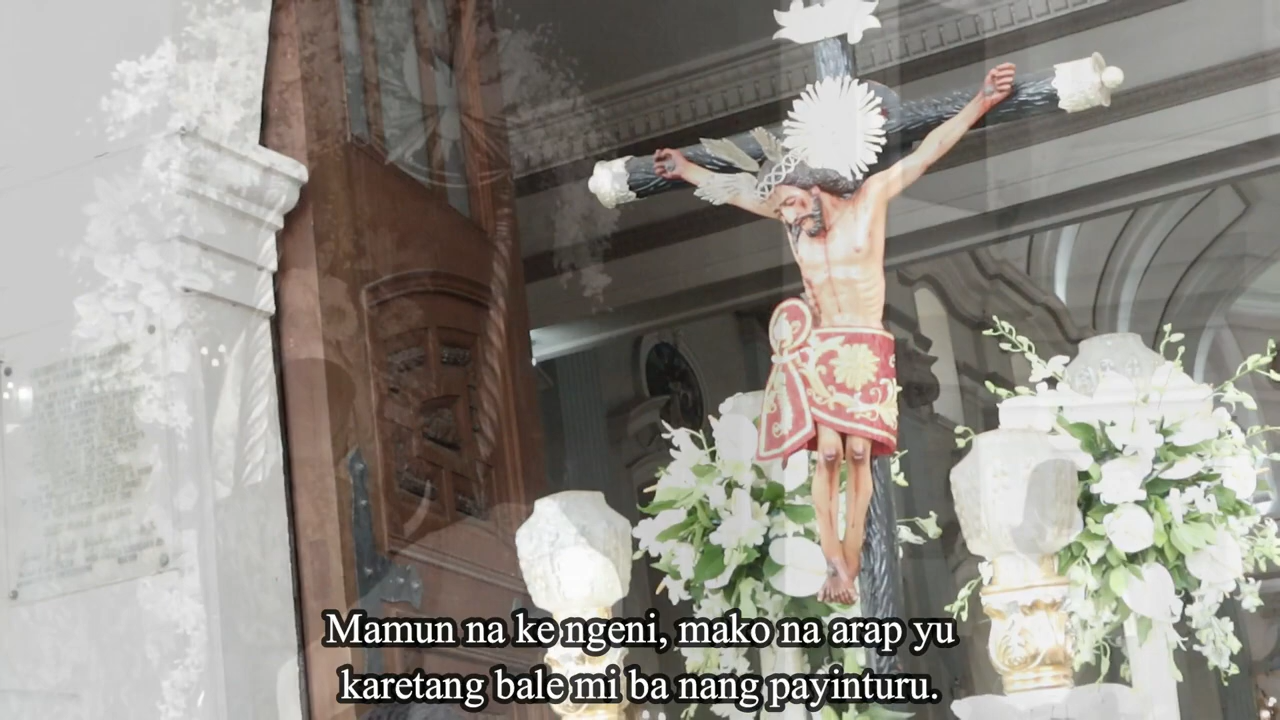 Mamun na ke ngeni, mako na arap yu
karetang bale mi ba nang payinturu.